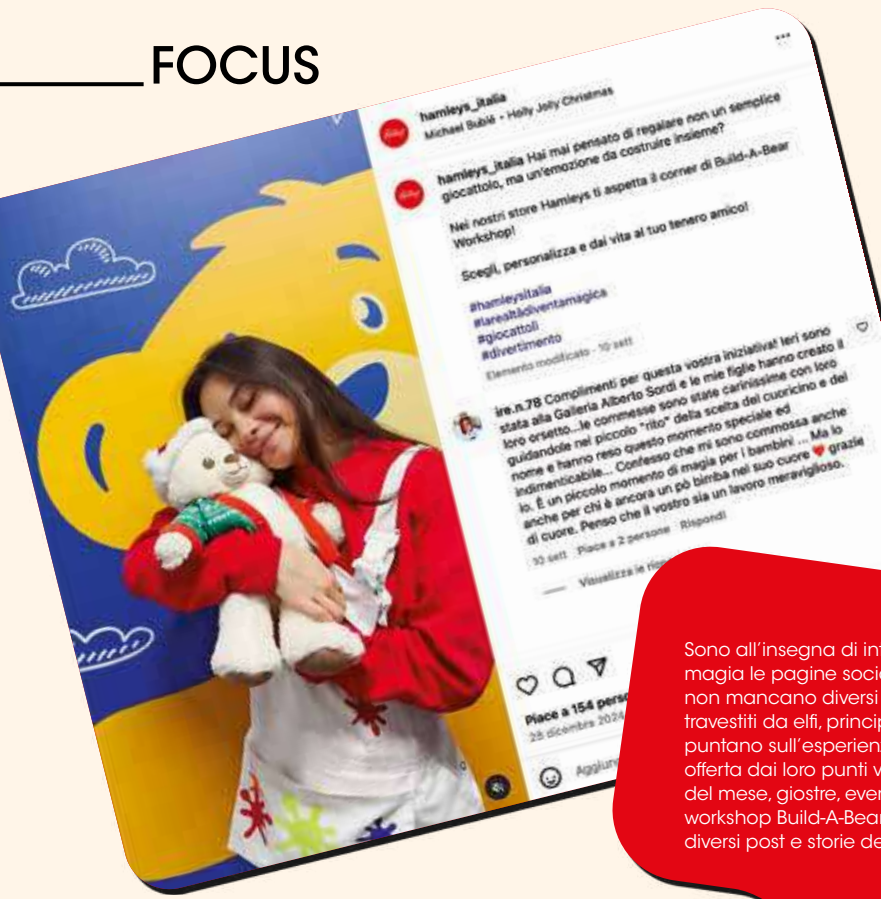 FOCUS
hamleys_italia
Michael Bublé • Holly Jolly Christmas
hamleys_italia Hai mai pensato di regalare non un semplice
giocattolo, ma un'emozione da costruire insieme?
Nei nostri store Hamleys ti aspetta il corner di Build-A-Bear
Workshop!
Scegli, personalizza e dai vita al tuo tenero amico!
#hamleysitalia
#larealtàdiventamagica
#giocattoli
#divertimento
Elemento modificato · 10 sett
ire.n.78 Complimenti per questa vostra iniziativa! Ieri sono
stata alla Galleria Alberto Sordi e le mie figlie hanno creato il
loro orsetto...le commesse sono state carinissime con loro
guidandole nel piccolo "rito" della scelta del cuoricino e del
nome e hanno reso questo momento speciale ed
indimenticabile... Confesso che mi sono commossa anche
io. È un piccolo momento di magia per i bambini ... Ma lo
anche per chi è ancora un pò bimba nel suo cuore ❤️ grazie
di cuore. Penso che il vostro sia un lavoro meraviglioso.
10 sett Piace a 2 persone Rispondi
Visualizza le
Piace a 154
28 dicembre 2024
Sono all'insegna di
magia le pagine
non mancano diversi
travestiti da elfi,
puntano
offerta dai loro punti
del mese, giostre,
workshop Build-A-Bear
diversi post e storie